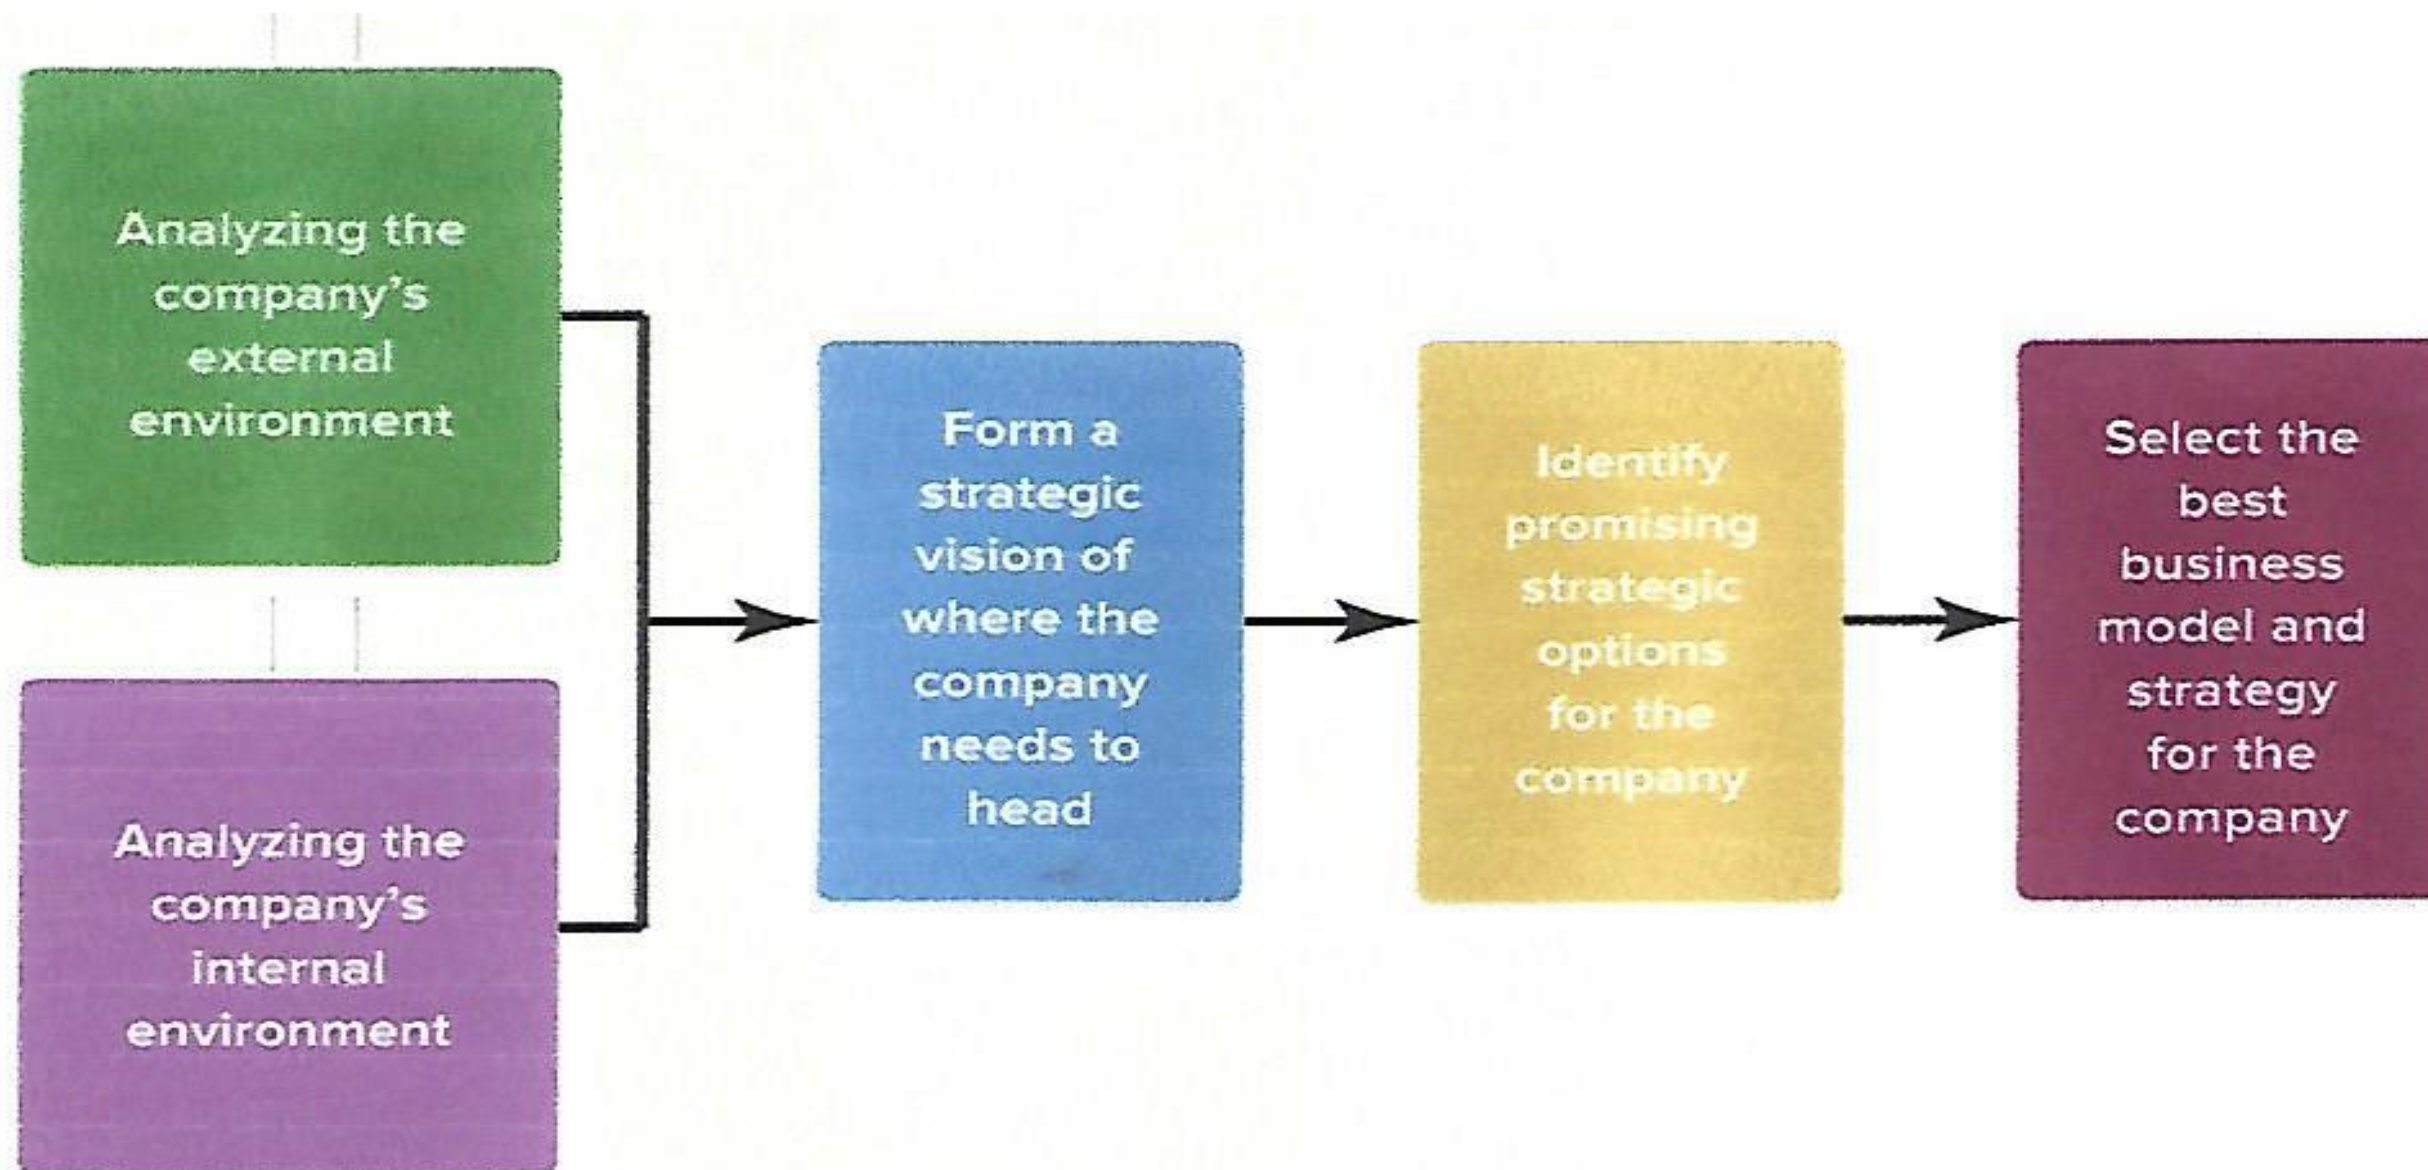 Analyzing the
company's
external
environment
Analyzing the
company's
internal
environment
Form a
strategic
vision of
where the
company
needs to
head
Identify
promising
strategic
options
for the
company
Select the
best
business
model and
strategy
for the
company